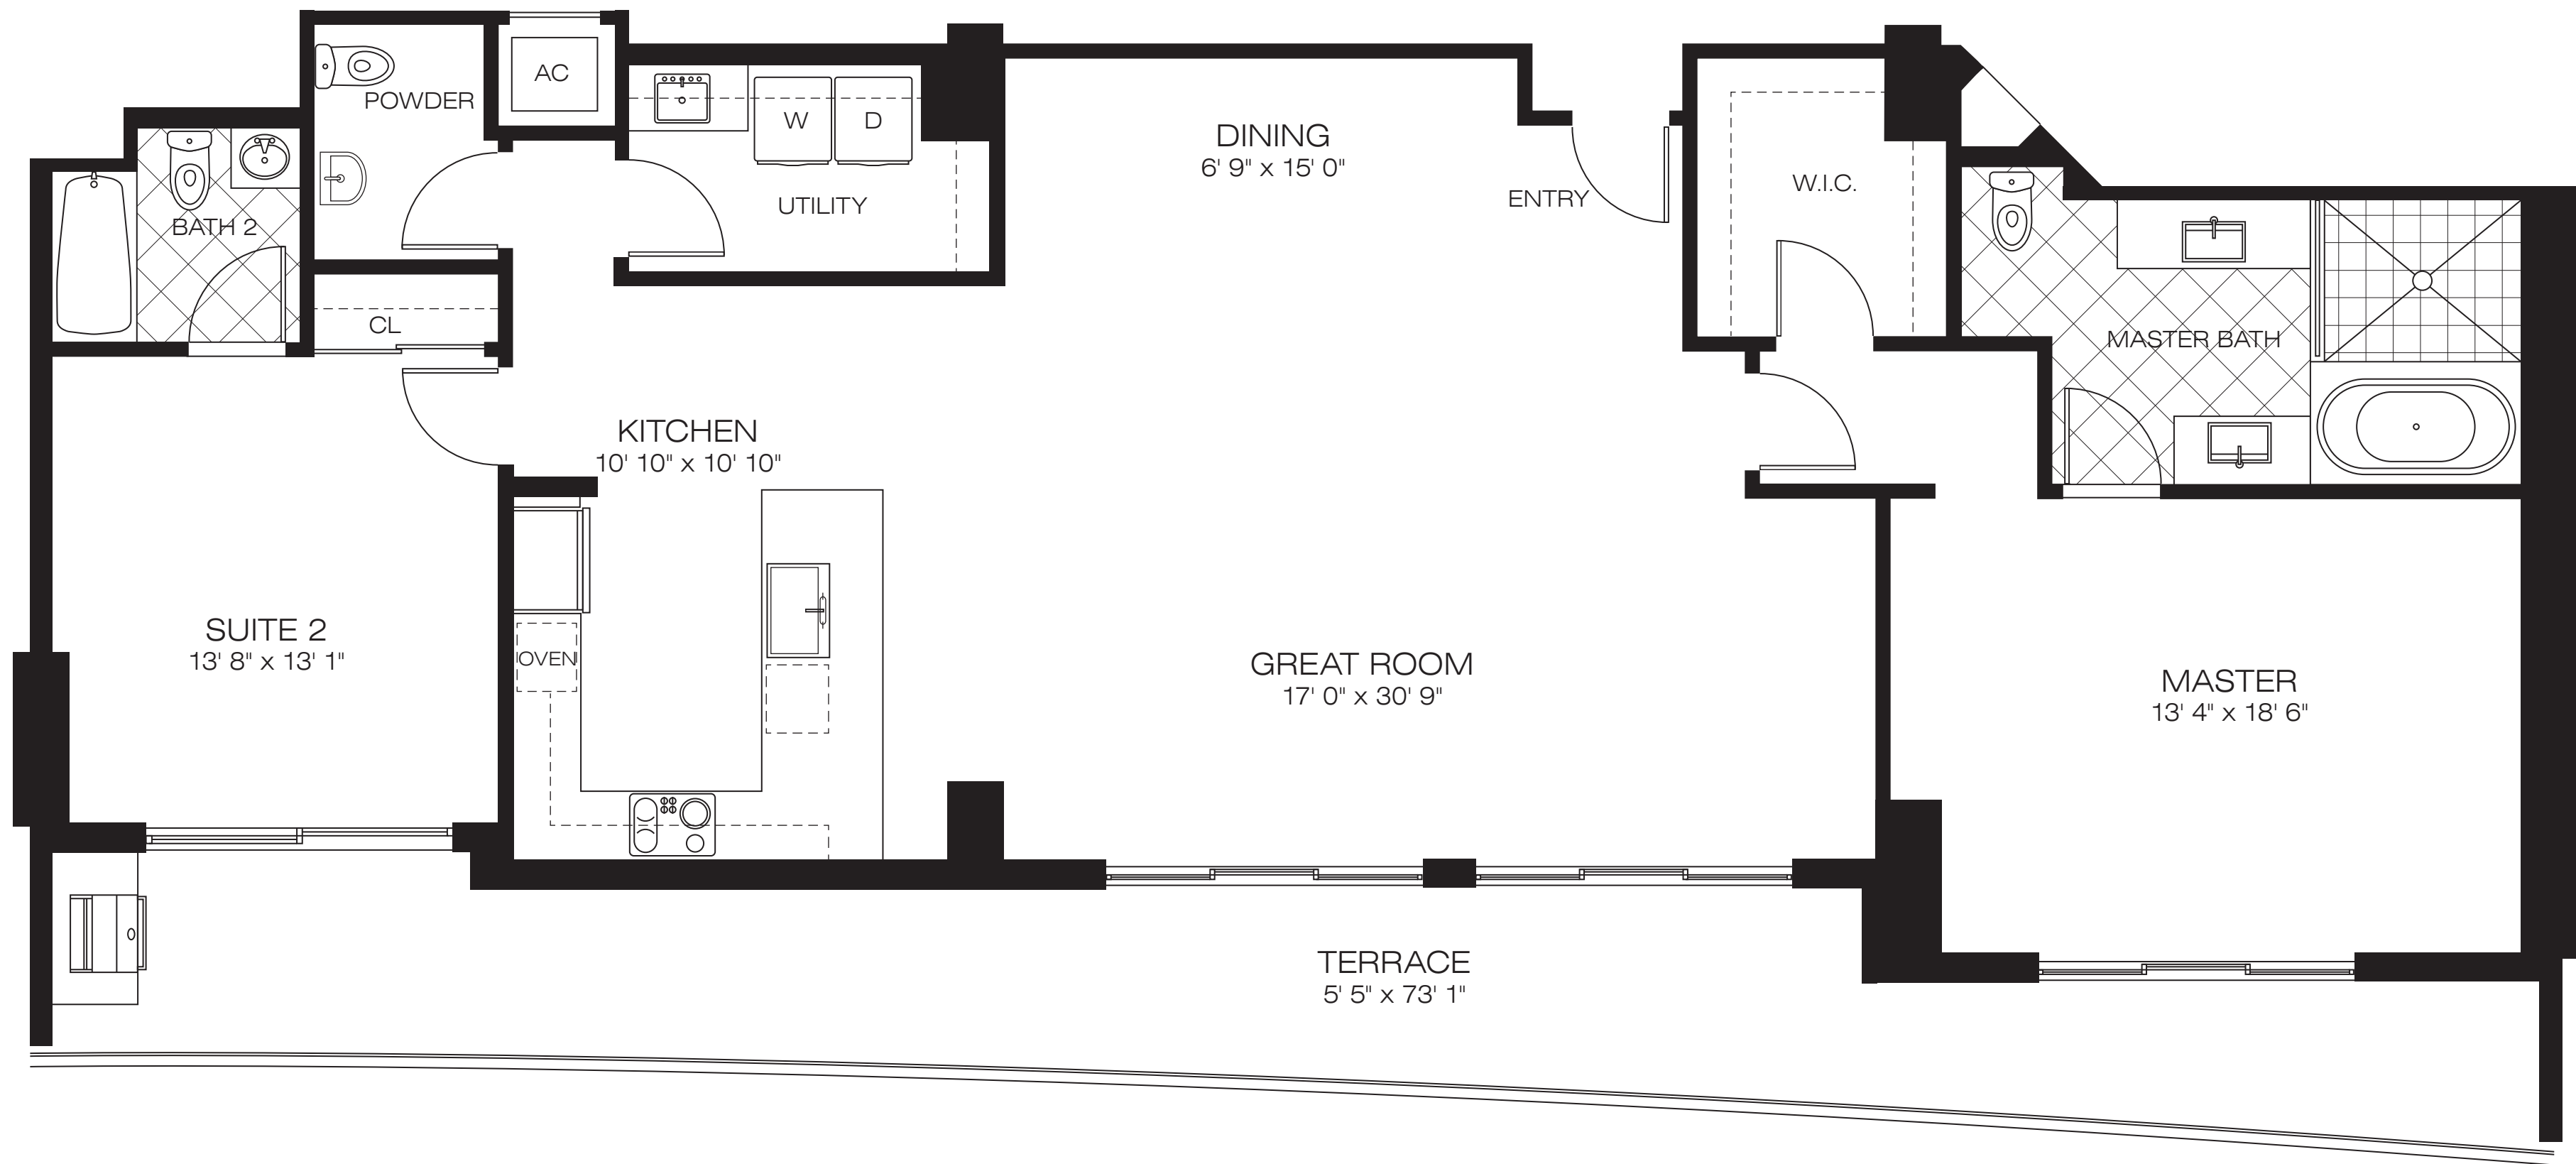 AC
POWDER
W
D
DINING
6' 9" x 15' 0"
W.I.C.
ENTRY
UTILITY
BATH 2
CL
MASTER BATH
KITCHEN
10' 10" x 10' 10"
SUITE 2
13' 8" x 13' 1"
OVEN
GREAT ROOM
17' 0" x 30' 9"
MASTER
13' 4" x 18' 6"
TERRACE
5' 5" x 73' 1"